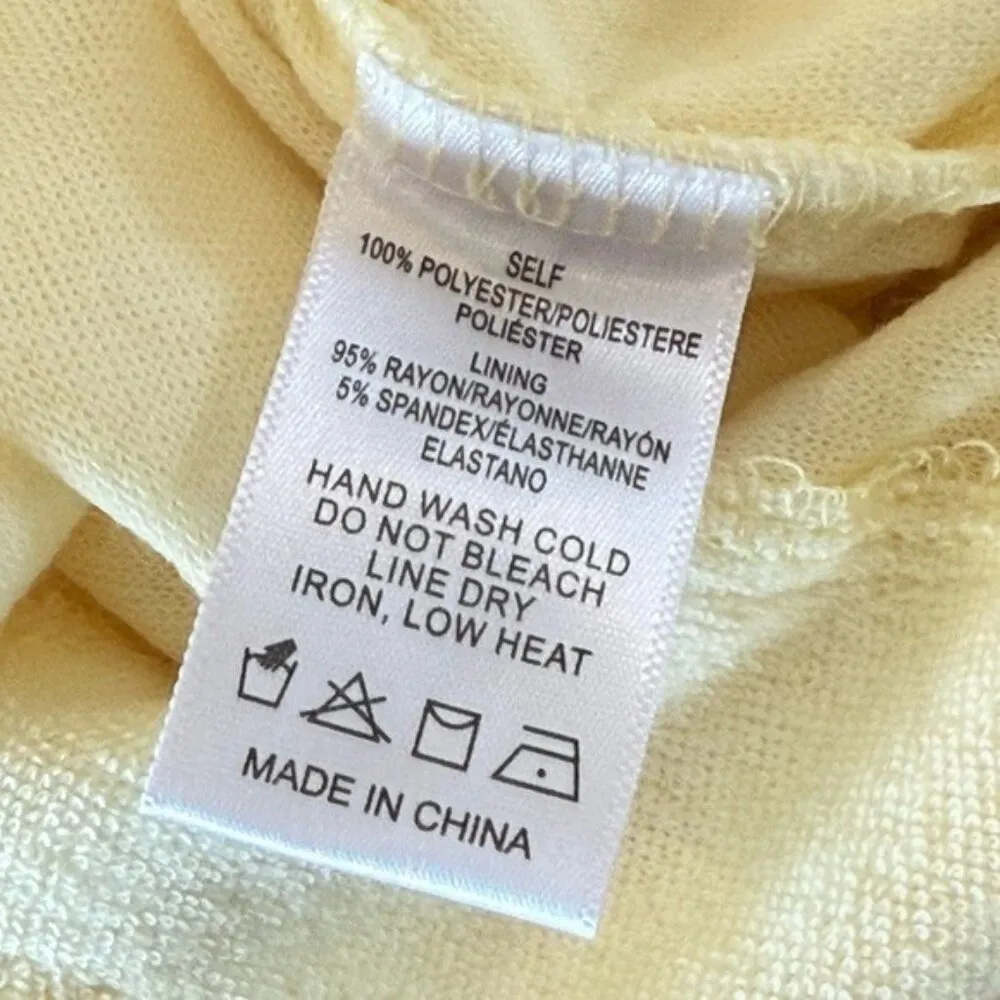 SELF
100% POLYESTER/POLIESTERE
POLIÉSTER
LINING
95% RAYON/RAYONNE/RAYÓN
5% SPANDEX/ÉLASTHANNE
ELASTANO
HAND WASH COLD
DO NOT BLEACH
LINE DRY
IRON, LOW HEAT
MADE IN CHINA